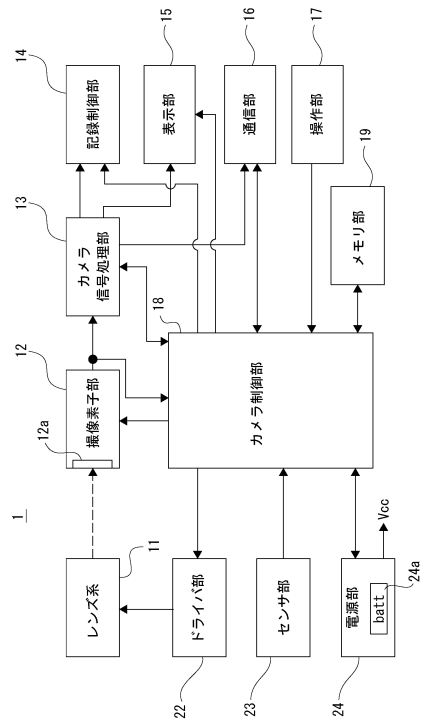 1
11
レンズ系
12
12a
撮像素子部
13
カメラ
信号処理部
14
記録制御部
15
表示部
16
通信部
17
操作部
18
カメラ制御部
19
メモリ部
22
ドライバ部
23
センサ部
24
電源部
batt
24a
Vcc